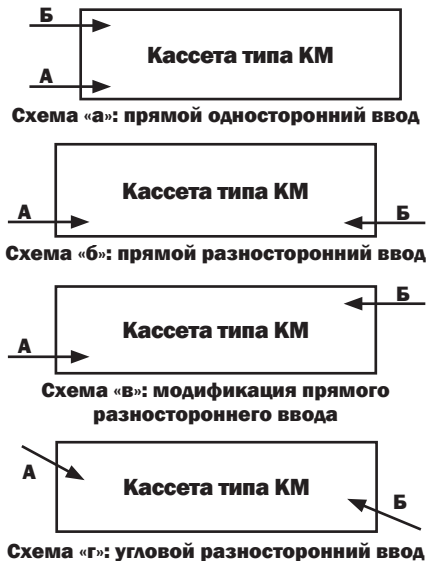 Б
Кассета типа КМ
А
Схема «а»: прямой односторонний ввод
Кассета типа КМ
А Б
Схема «б»: прямой разносторонний ввод
Б
Кассета типа КМ
А
Схема «в»: модификация прямого
разностороннего ввода
А
Кассета типа КМ
Б
Схема «г»: угловой разносторонний ввод